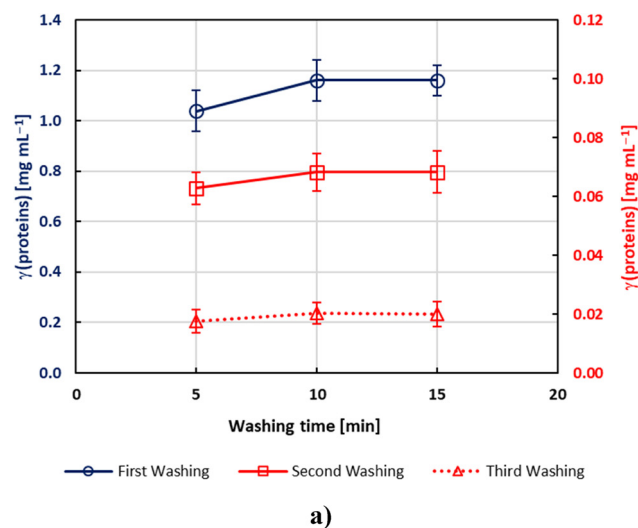 1.4
1.2
1.0
0.8
0.6
0.4
0.2
0.0
γ(proteins) [mg mL⁻¹]
0.12
0.10
0.08
0.06
0.04
0.02
0.00
γ(proteins) [mg mL⁻¹]
0 5 10 15 20
Washing time [min]
First Washing Second Washing Third Washing
a)